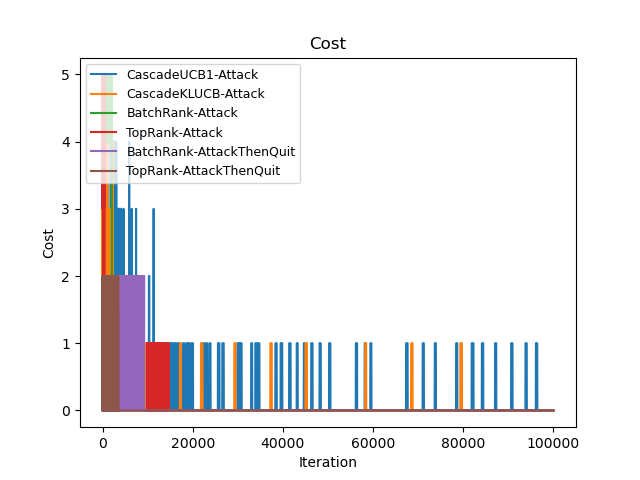 Cost
CascadeUCB1-Attack
CascadeKLUCB-Attack
BatchRank-Attack
TopRank-Attack
BatchRank-AttackThenQuit
TopRank-AttackThenQuit
5
4
3
2
1
0
Cost
0 20000 40000 60000 80000 100000
Iteration